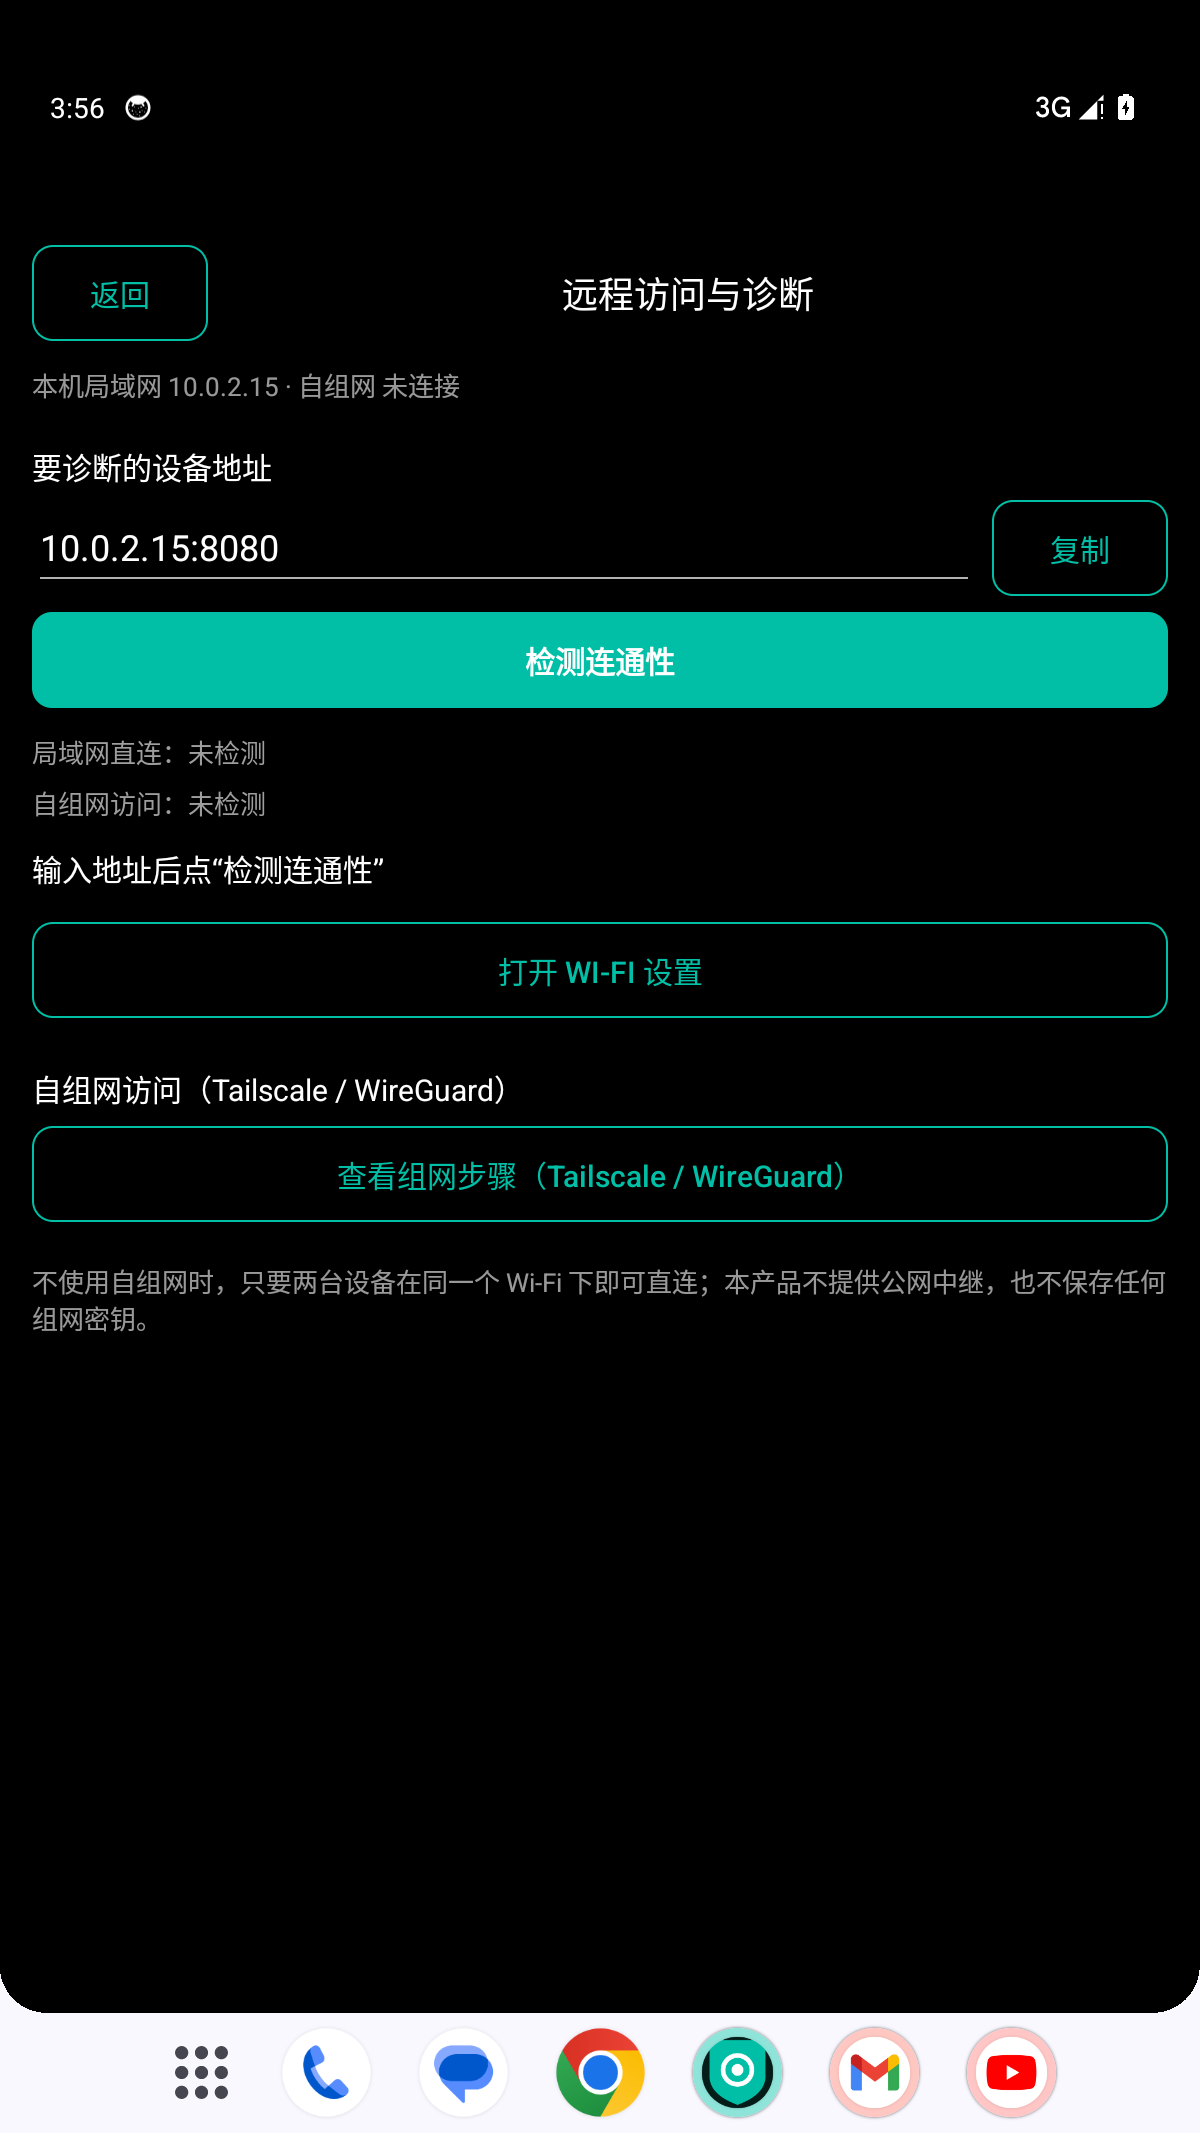 3:56
3G
返回
远程访问与诊断
本机局域网 10.0.2.15 · 自组网 未连接
要诊断的设备地址
10.0.2.15:8080
复制
检测连通性
局域网直连：未检测
自组网访问：未检测
输入地址后点“检测连通性”
打开 WI-FI 设置
自组网访问（Tailscale / WireGuard）
查看组网步骤（Tailscale / WireGuard）
不使用自组网时，只要两台设备在同一个 Wi-Fi 下即可直连；本产品不提供公网中继，也不保存任何
组网密钥。